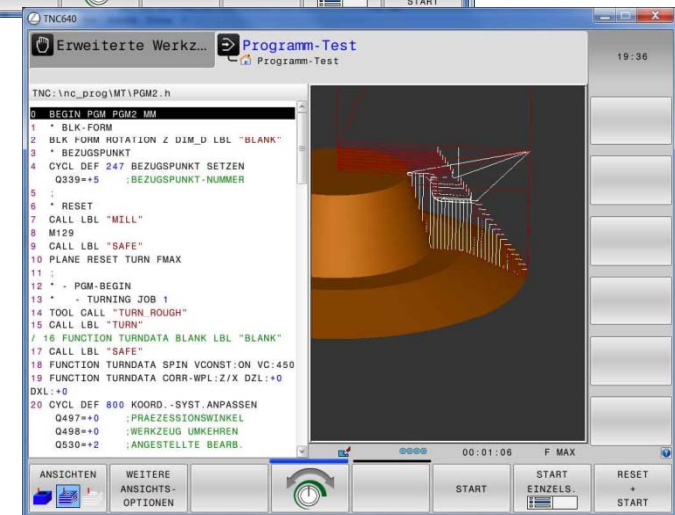 START
TNC640
Erweiterte Werkz...
Programm-Test
Programm-Test
19:36
TNC:\nc_prog\MT\PGM2.h
0 BEGIN PGM PGM2 MM
1 * BLK-FORM
2 BLK FORM ROTATION Z DIM_D LBL "BLANK"
3 * BEZUGSPUNKT
4 CYCL DEF 247 BEZUGSPUNKT SETZEN
Q339=+5 ;BEZUGSPUNKT-NUMMER
5 ;
6 * RESET
7 CALL LBL "MILL"
8 M129
9 CALL LBL "SAFE"
10 PLANE RESET TURN FMAX
11 ;
12 * - PGM-BEGIN
13 * - TURNING JOB 1
14 TOOL CALL "TURN_ROUGH"
15 CALL LBL "TURN"
/ 16 FUNCTION TURNDATA BLANK LBL "BLANK"
17 CALL LBL "SAFE"
18 FUNCTION TURNDATA SPIN VCONST:ON VC:450
19 FUNCTION TURNDATA CORR-WPL:Z/X DZL:+0
DXL:+0
20 CYCL DEF 800 KOORD.-SYST.ANPASSEN
Q497=+0 ;PRAEZESSIONSWINKEL
Q498=+0 ;WERKZEUG UMKEHREN
Q530=+2 ;ANGESTELLTE BEARB.
00:01:06 F MAX
ANSICHTEN
WEITERE
ANSICHTS-
OPTIONEN
START
START
EINZELS.
RESET
+
START